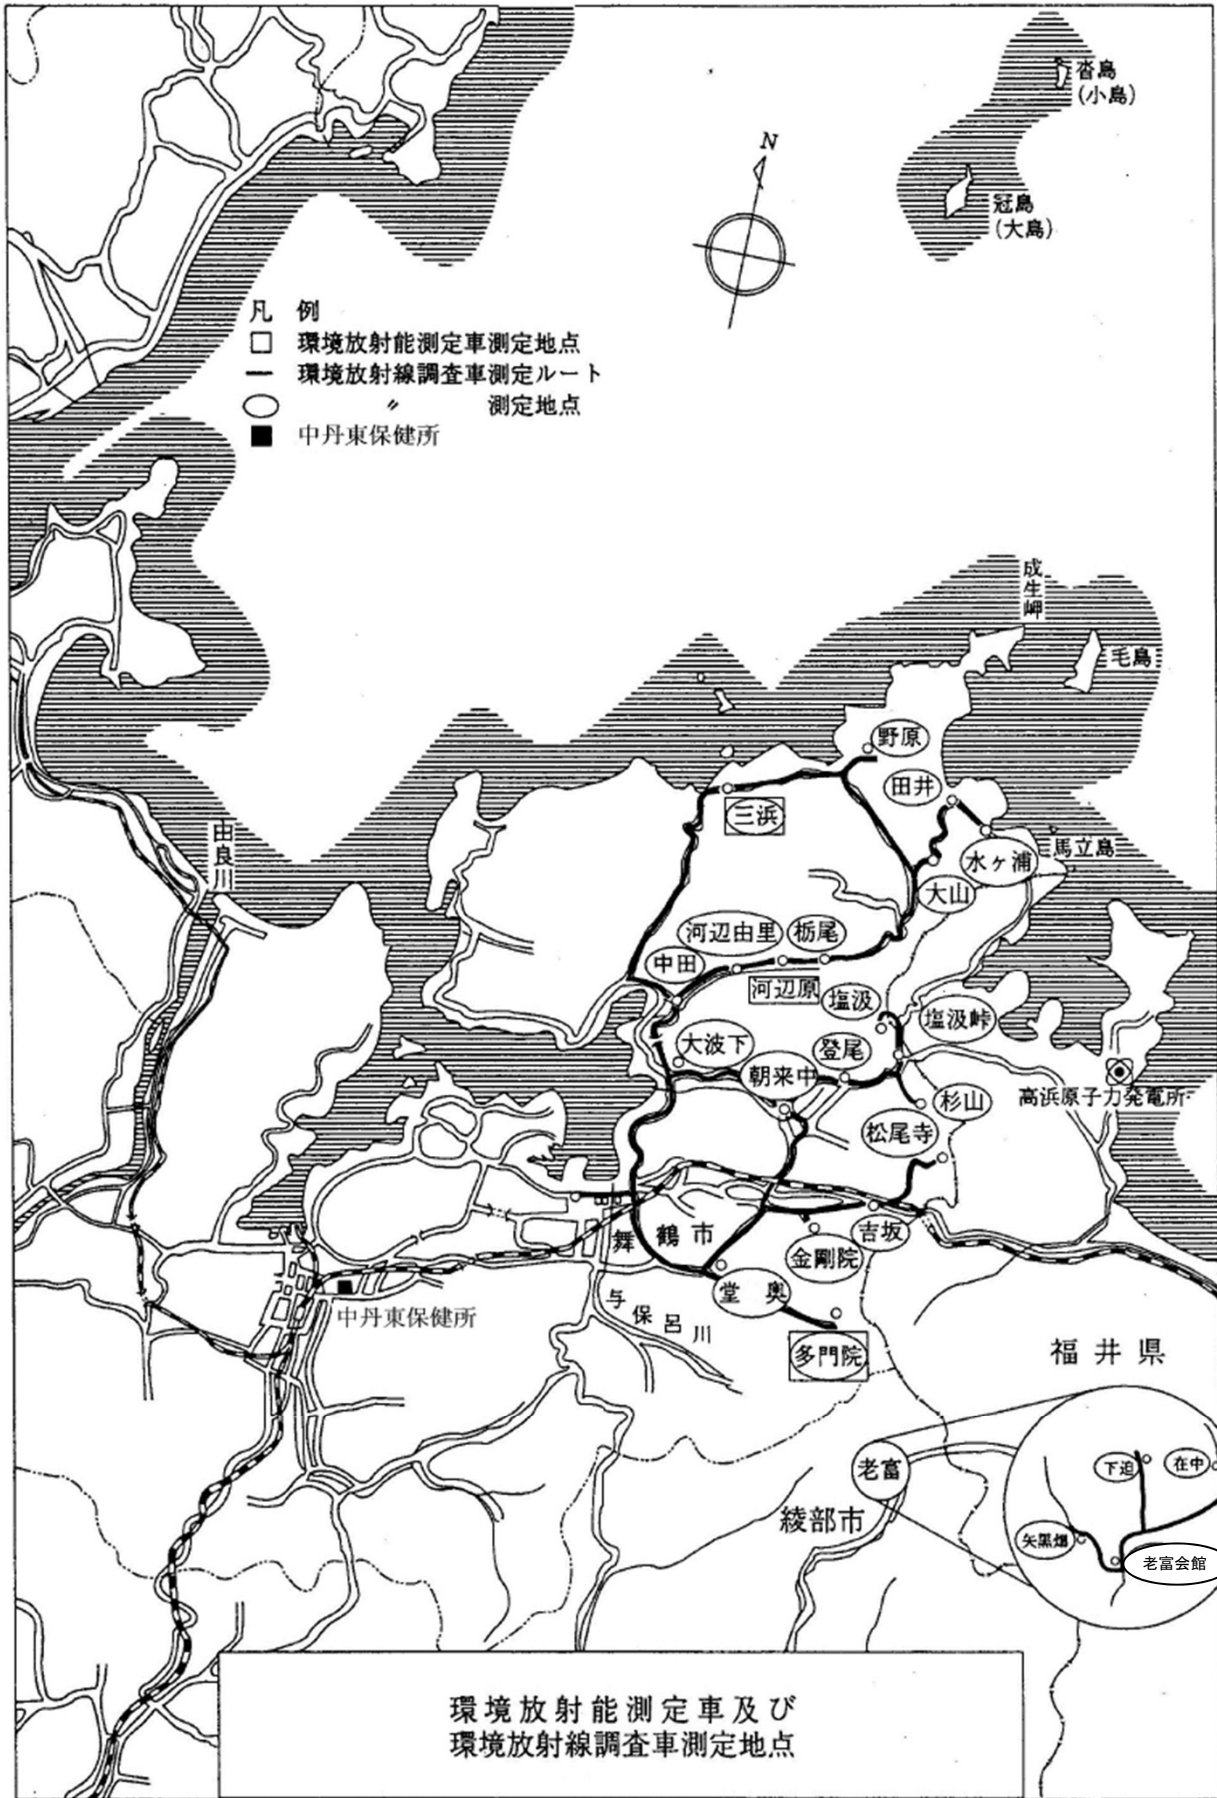 沓島
(小島)
N
冠島
(大島)
凡 例
環境放射能測定車測定地点
環境放射線調査車測定ルート
〃 測定地点
中丹東保健所
成生岬
毛島
野原
田井
三浜
由良川
馬立島
水ヶ浦
大山
河辺由里
栃尾
中田
河辺原
塩汲
塩汲峠
大波下
登尾
朝来中
高浜原子力発電所
杉山
松尾寺
舞鶴市
吉坂
金剛院
堂奥
中丹東保健所
与保呂川
多門院
福井県
老富
下迫
在中
綾部市
矢黒畑
老富会館
環境放射能測定車及び
環境放射線調査車測定地点